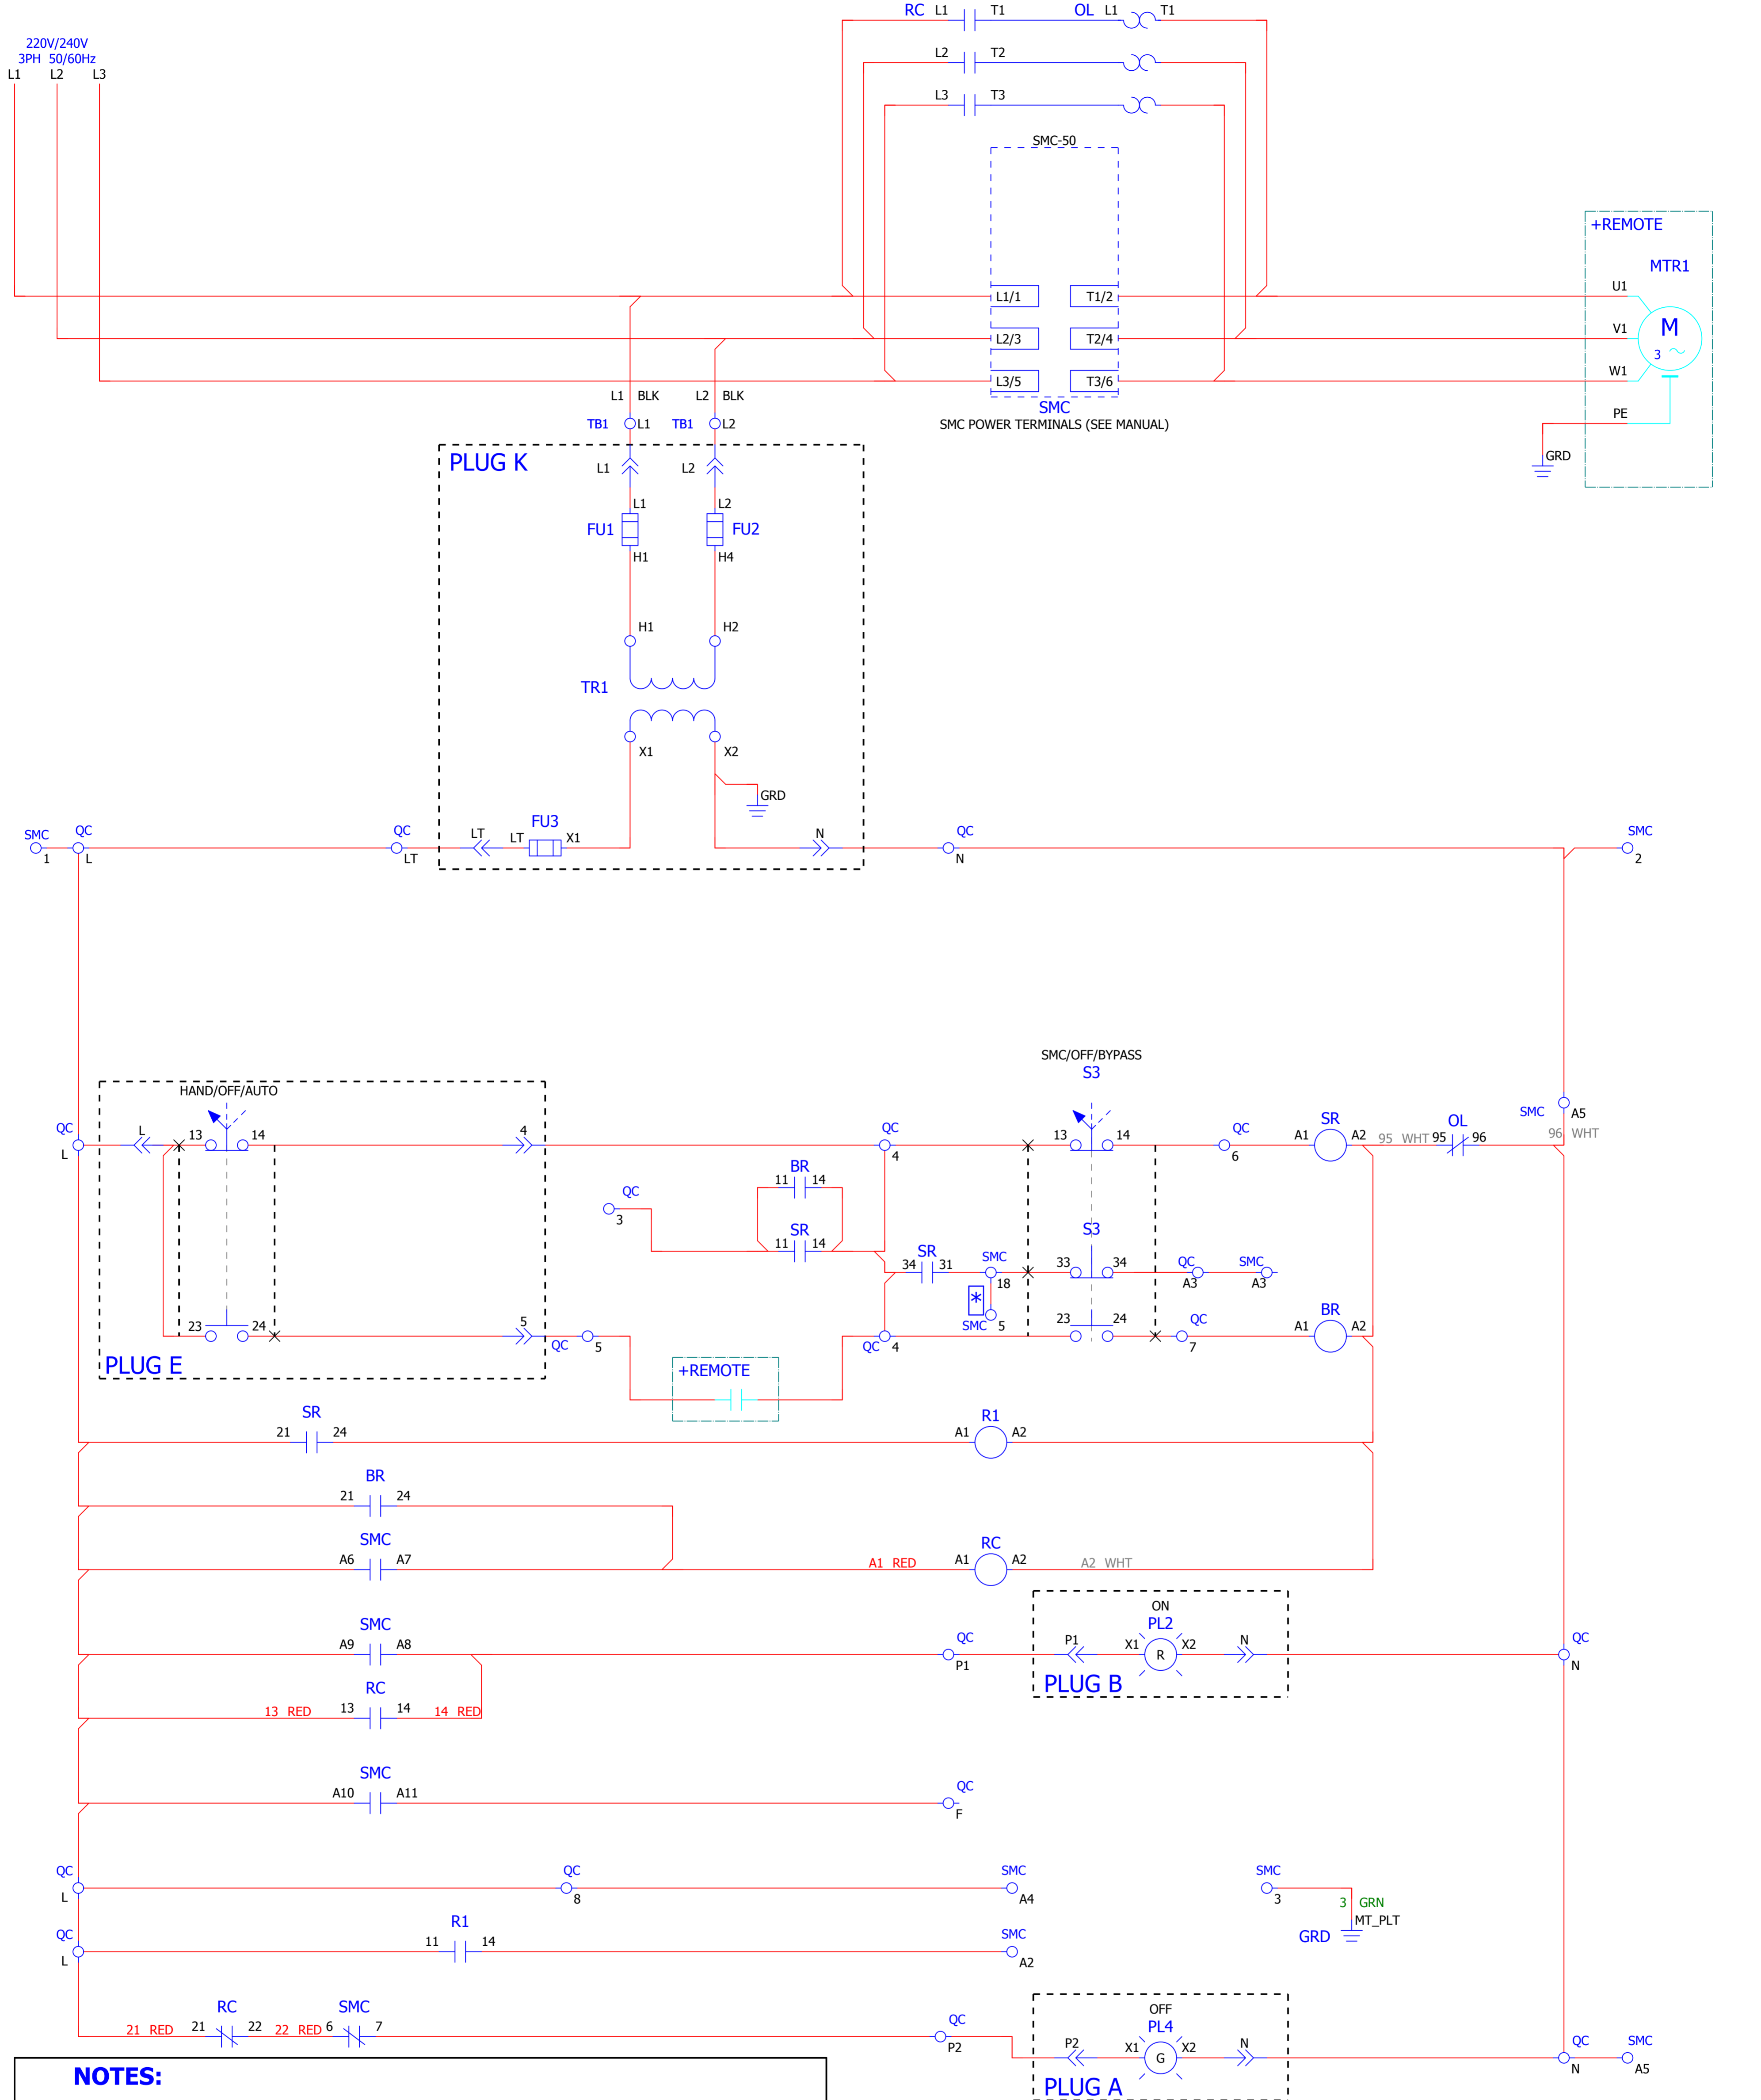 RC L1 T1 OL L1 T1
220V/240V
3PH 50/60Hz
L1 L2 L3
L2 T2
L3 T3
SMC-50
+REMOTE
MTR1
L1/1 T1/2 U1
L2/3 T2/4 V1
M
3
L3/5 T3/6 W1
L1 BLK L2 BLK
SMC
PE
TB1 L1 TB1 L2
SMC POWER TERMINALS (SEE MANUAL)
PLUG K
L1 L2
GRD
L1 L2
FU1 FU2
H1 H4
H1 H2
TR1
X1 X2
GRD
FU3
SMC QC QC LT LT X1 N QC SMC
1 L LT N 2
SMC/OFF/BYPASS
S3
HAND/OFF/AUTO
SMC A5
QC L 13 14 4 QC 13 14 QC SR OL
A1 A2 95 WHT 95 96 96 WHT
L 4 6
BR
11 14
QC
3
SR
11 14
S3
SR
34 31 SMC 33 34 QC SMC
18 A3 A3
*
SMC 5
23 24 5 23 24 QC BR
A1 A2
QC 5 QC 4 7
PLUG E
+REMOTE
SR R1
21 24 A1 A2
BR
21 24
SMC RC
A6 A7 A1 RED A1 A2 A2 WHT
ON
SMC PL2
A9 A8 QC P1 X1 R X2 N QC
P1 N
PLUG B
RC
13 RED 13 14 14 RED
SMC
A10 A11 QC
F
QC QC SMC SMC
L 8 A4 3
3 GRN
MT_PLT
GRD
QC R1 SMC
11 14
L A2
OFF
RC SMC PL4
21 RED 21 22 22 RED 6 7 QC P2 X1 G X2 N QC SMC
P2 N A5
NOTES:
PLUG A